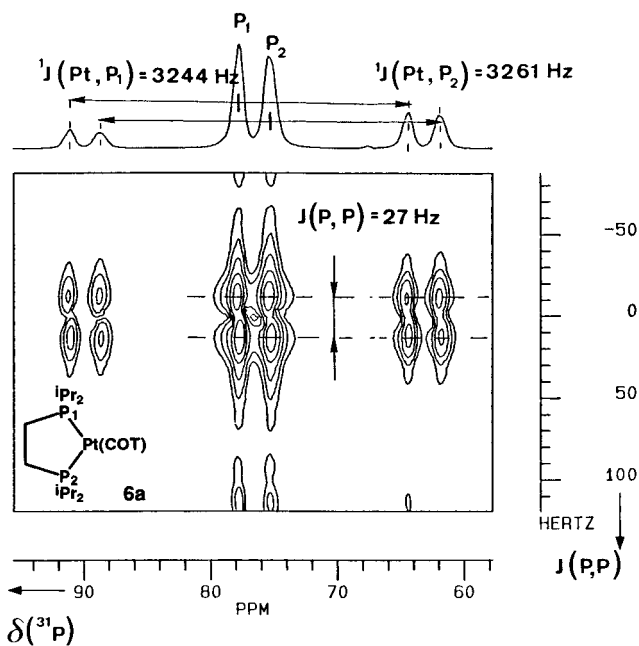 P₁
P₂
¹J(Pt, P₁) = 3244 Hz
¹J(Pt, P₂) = 3261 Hz
J(P, P) = 27 Hz
-50
0
50
100
HERTZ
J(P,P)
iPr₂
P₁
Pt(COT)
P₂
iPr₂
6a
90
80
70
60
PPM
δ(³¹P)